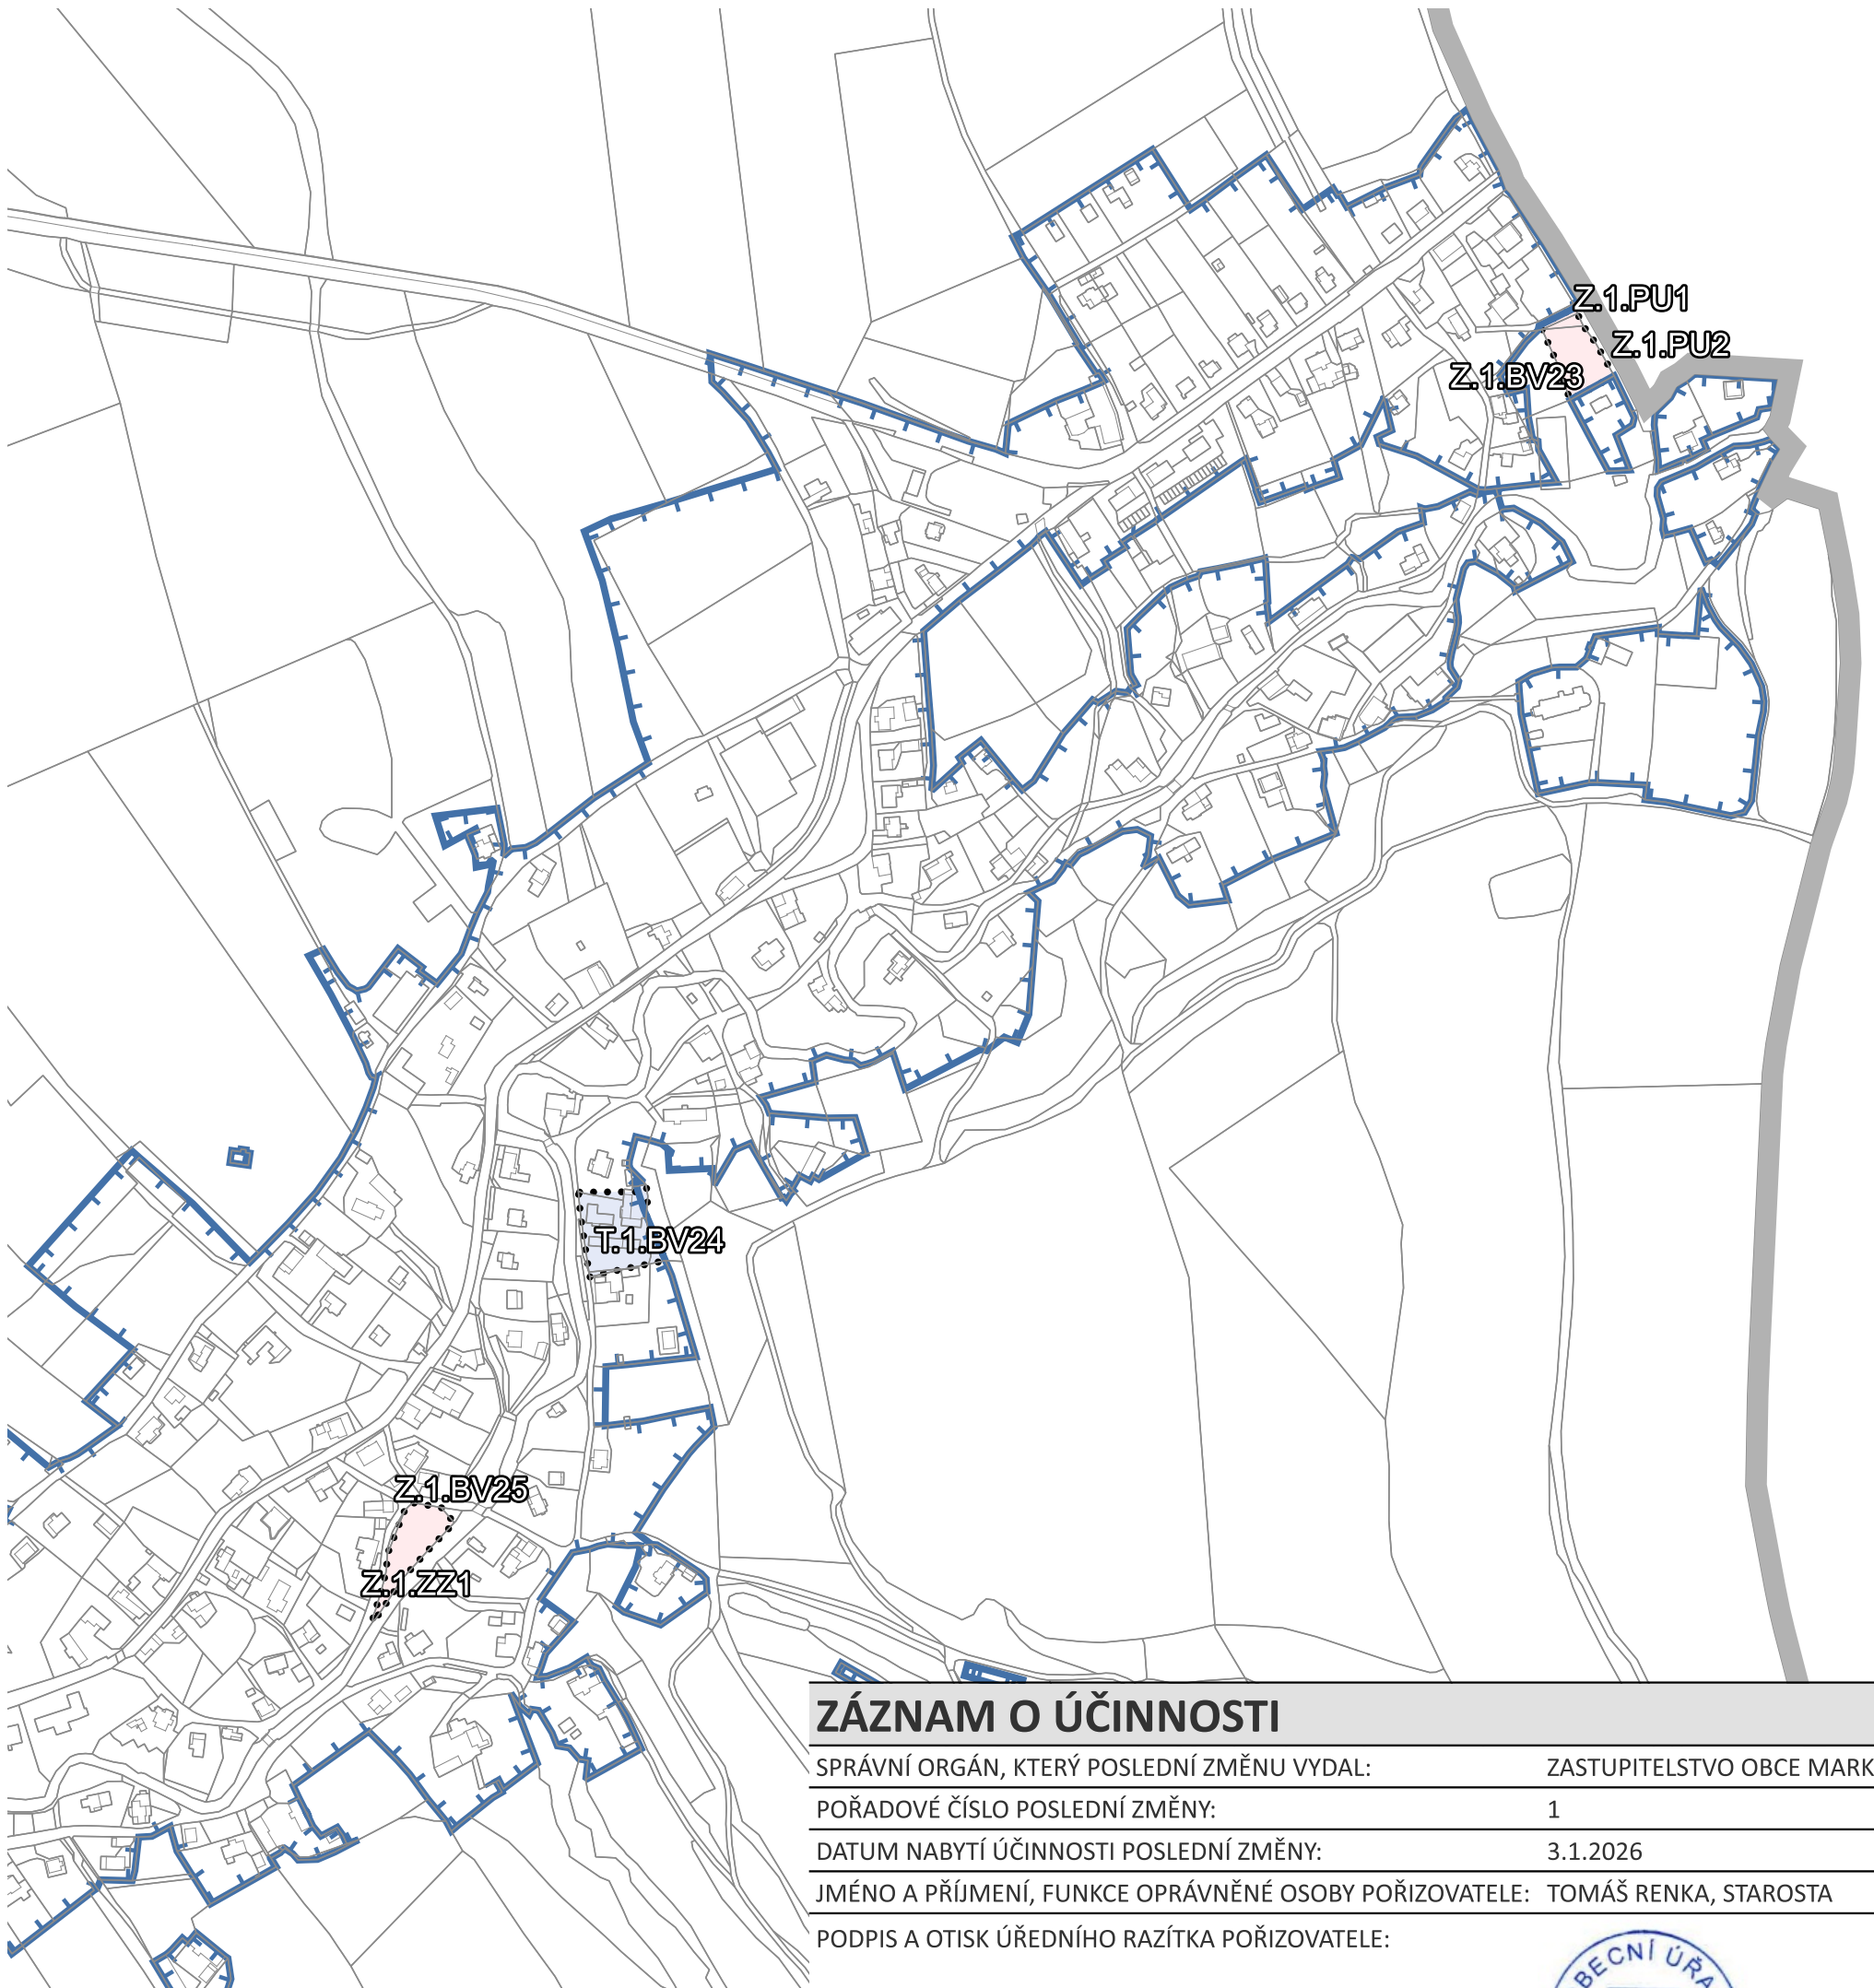 Z.1.PU1
Z.1.PU2
Z.1.BV23
T.1.BV24
Z.1.BV25
Z.1.ZZ1
ZÁZNAM O ÚČINNOSTI
SPRÁVNÍ ORGÁN, KTERÝ POSLEDNÍ ZMĚNU VYDAL: ZASTUPITELSTVO OBCE MARK
POŘADOVÉ ČÍSLO POSLEDNÍ ZMĚNY: 1
DATUM NABYTÍ ÚČINNOSTI POSLEDNÍ ZMĚNY: 3.1.2026
JMÉNO A PŘÍJMENÍ, FUNKCE OPRÁVNĚNÉ OSOBY POŘIZOVATELE: TOMÁŠ RENKA, STAROSTA
PODPIS A OTISK ÚŘEDNÍHO RAZÍTKA POŘIZOVATELE:
BECNÍ ÚŘA